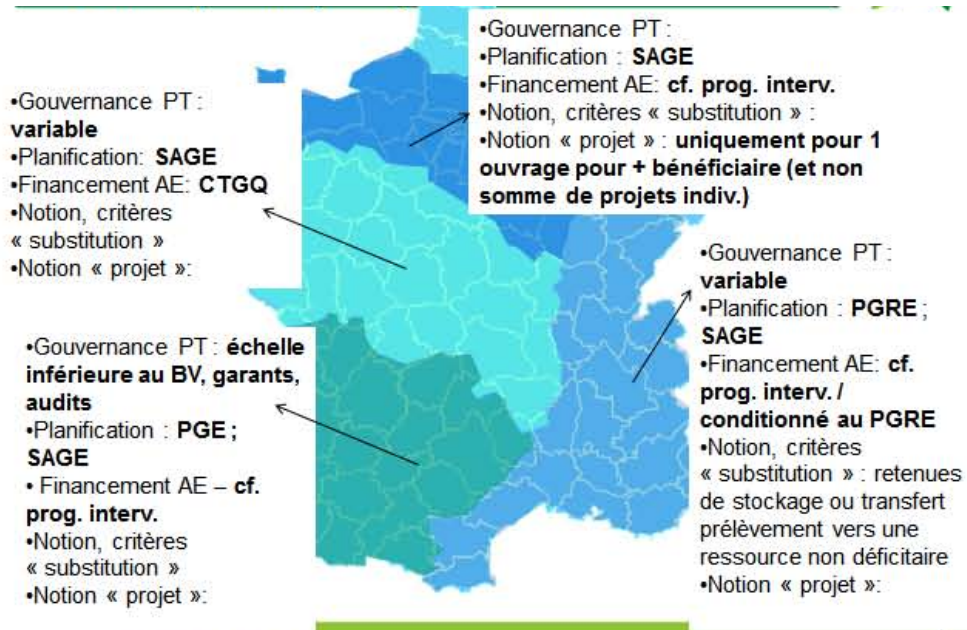 •Gouvernance PT :
•Planification : SAGE
•Financement AE: cf. prog. interv.
•Notion, critères « substitution » :
•Notion « projet » : uniquement pour 1
ouvrage pour + bénéficiaire (et non
somme de projets indiv.)
•Gouvernance PT :
variable
•Planification: SAGE
•Financement AE: CTGQ
•Notion, critères
« substitution »
•Notion « projet »:
•Gouvernance PT :
variable
•Planification : PGRE ;
SAGE
•Financement AE: cf.
prog. interv. /
conditionné au PGRE
•Notion, critères
« substitution » : retenues
de stockage ou transfert
prélèvement vers une
ressource non déficitaire
•Notion « projet »:
•Gouvernance PT : échelle
inférieure au BV, garants,
audits
•Planification : PGE ;
SAGE
• Financement AE – cf.
prog. interv.
•Notion, critères
« substitution »
•Notion « projet »: